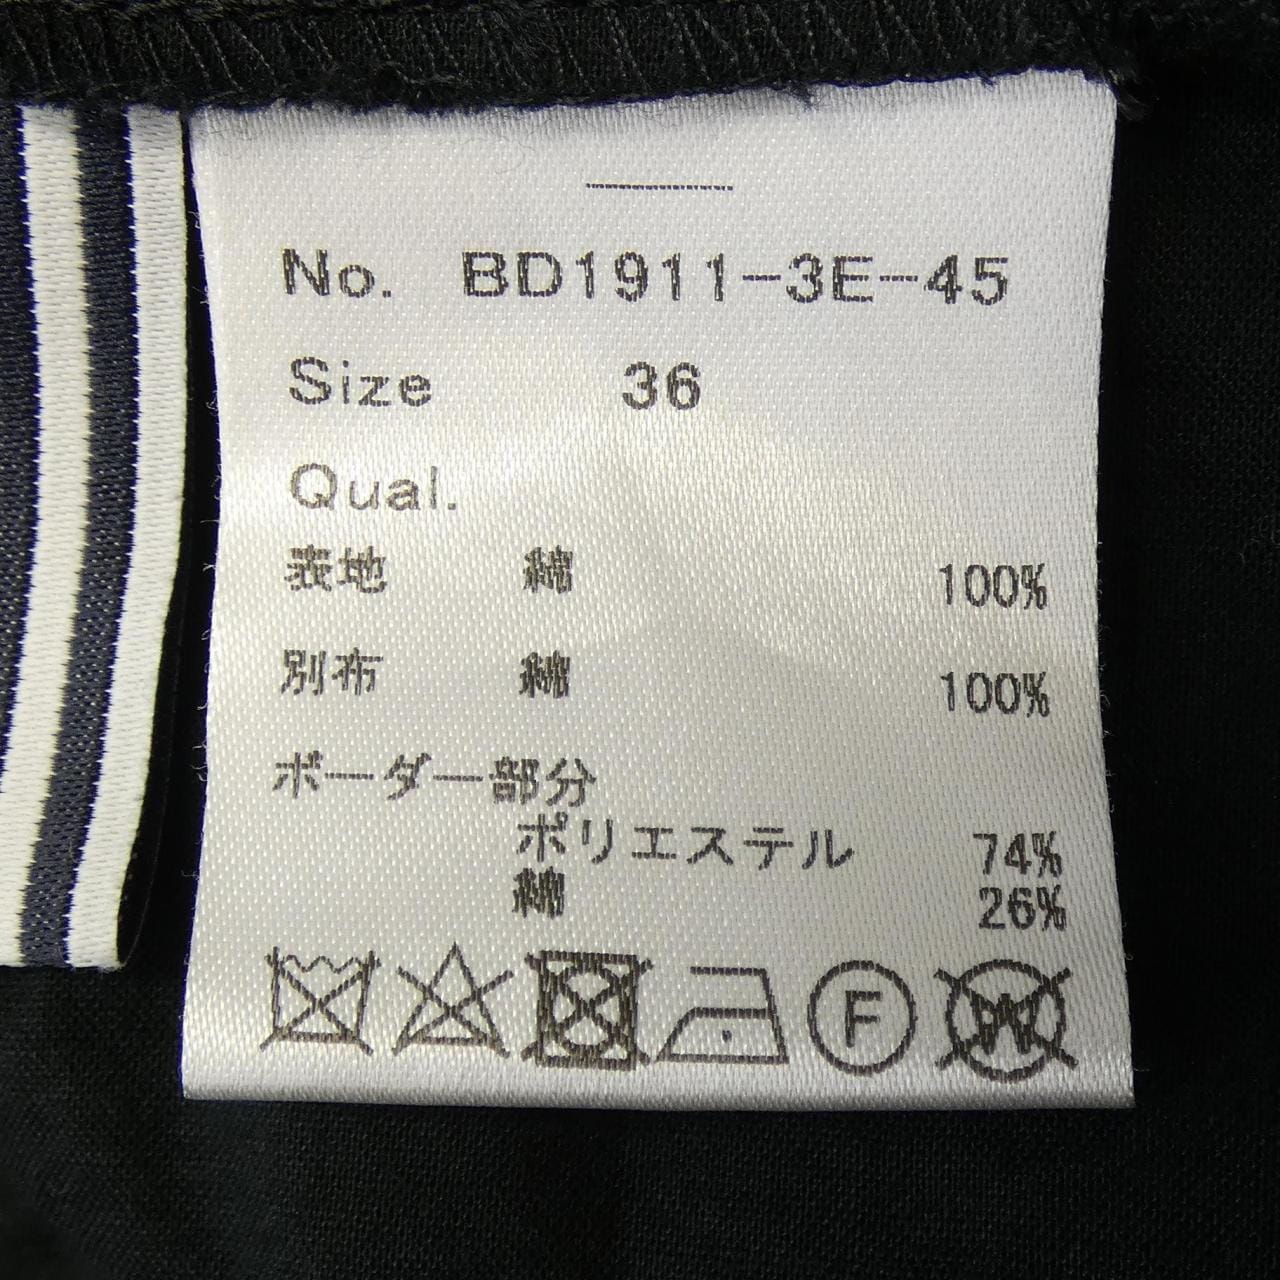 No. BD1911-3E-45
Size 36
Qual.
表地 綿 100%
別布 綿 100%
ボーダー部分
ポリエステル 74%
綿 26%
F
W